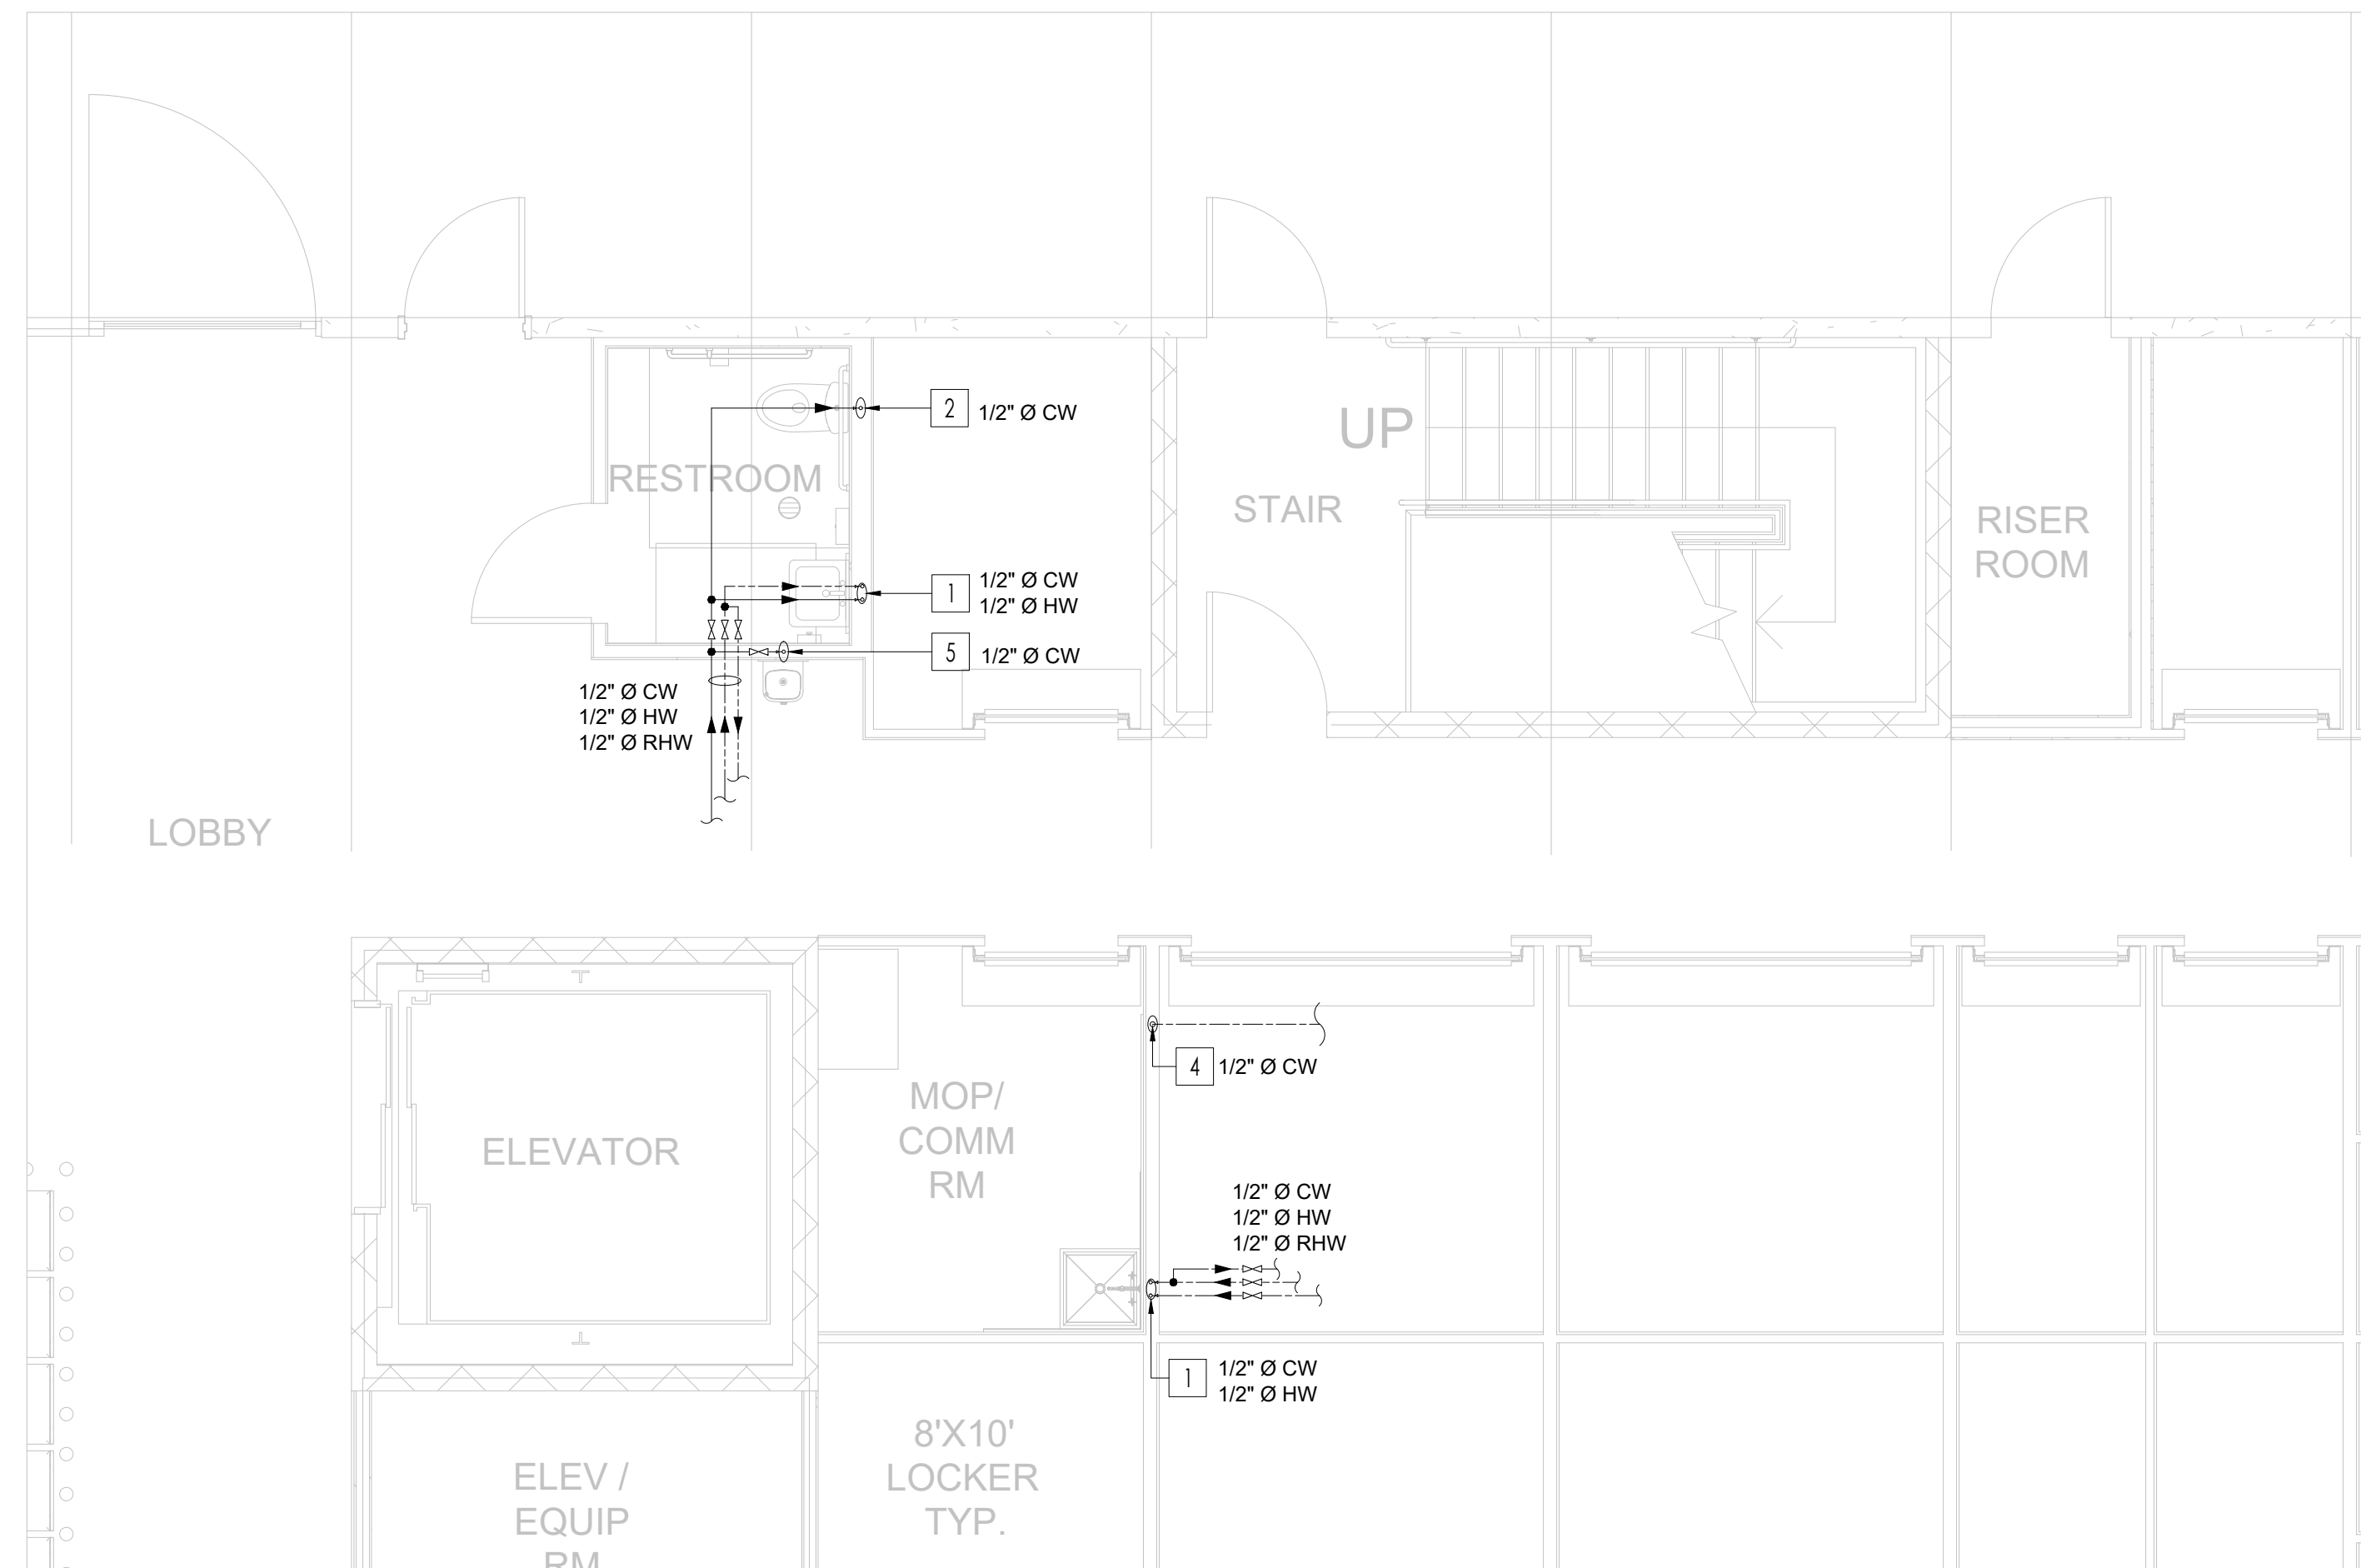 2
1/2" Ø CW
UP
RESTROOM
STAIR
RISER
ROOM
1
1/2" Ø CW
1/2" Ø HW
5
1/2" Ø CW
1/2" Ø CW
1/2" Ø HW
1/2" Ø RHW
LOBBY
4
1/2" Ø CW
MOP/
COMM
RM
ELEVATOR
1/2" Ø CW
1/2" Ø HW
1/2" Ø RHW
1
1/2" Ø CW
1/2" Ø HW
8'X10'
LOCKER
TYP.
ELEV /
EQUIP
RM